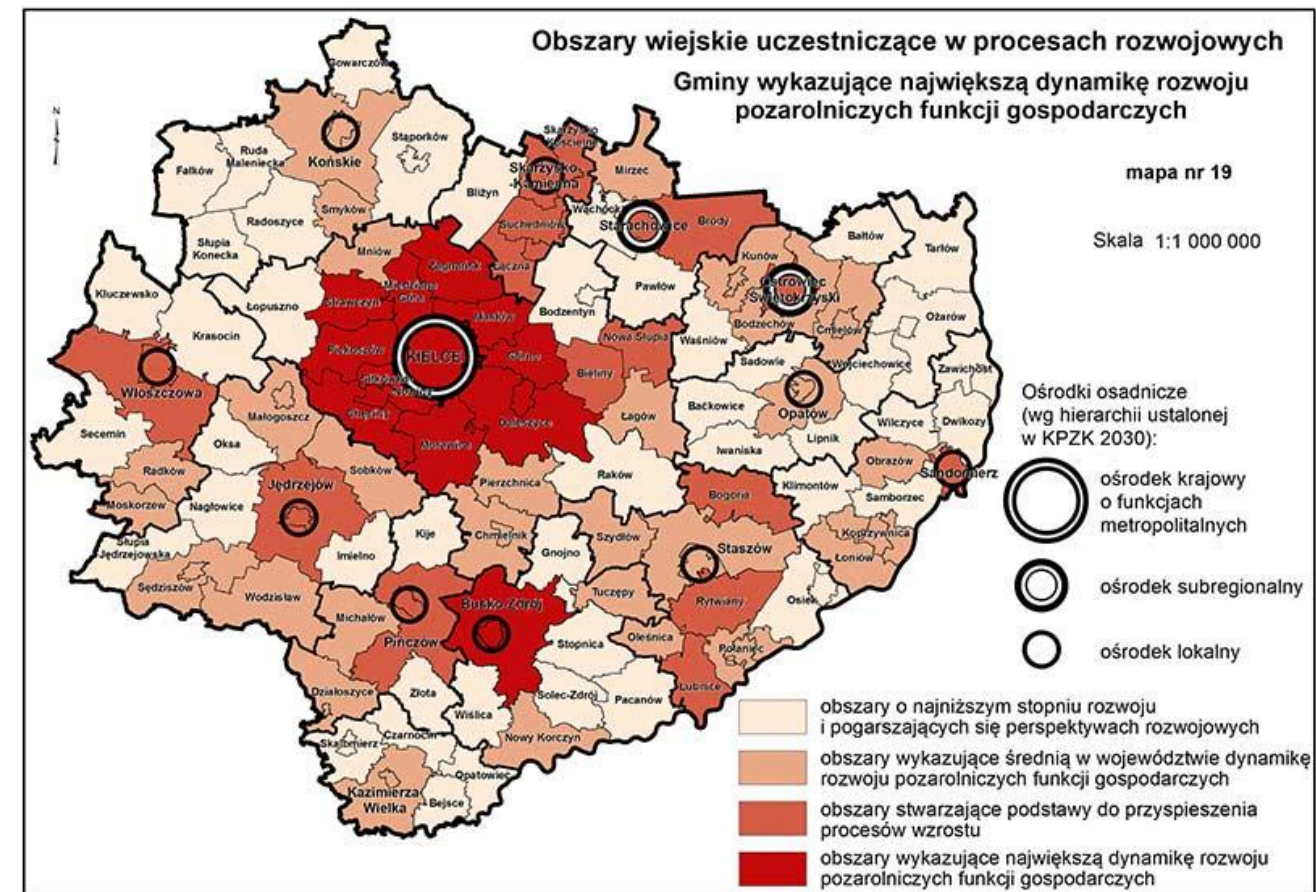 Obszary wiejskie uczestniczące w procesach rozwojowych
Gminy wykazujące największą dynamikę rozwoju
pozarolniczych funkcji gospodarczych
mapa nr 19
Skala 1:1 000 000
N
Gowarczów
Stąporków
Końskie
Ruda
Maleniecka
Fałków
Radoszyce
Smyków
Słupia
Konecka
Mniów
Bliżyn
Skarżysko
Kościelne
Skarżysko
-Kamienna
Mirzec
Suchedniów
Wąchock
Starachowice
Brody
Łączna
Zagnańsk
Miedziana
Góra
Strawczyn
Masłów
Bodzentyn
Pawłów
Kunów
Bałtów
Tarłów
Ostrowiec
Świętokrzyski
Bodzechów
Ćmielów
Ożarów
Kluczewsko
Łopuszno
Krasocin
Piekoszów
KIELCE
Górno
Nowa Słupia
Bieliny
Waśniów
Sadowie
Wojciechowice
Zawichost
Włoszczowa
Sitkówka-
-Nowiny
Chęciny
Morawica
Daleszyce
Łagów
Baćkowice
Opatów
Wilczyce
Dwikozy
Lipnik
Iwaniska
Małogoszcz
Secemin
Oksa
Radków
Moskorzew
Sobków
Pierzchnica
Raków
Klimontów
Obrazów
Sandomierz
Samborzec
Jędrzejów
Nagłowice
Słupia
Jędrzejowska
Imielno
Kije
Chmielnik
Gnojno
Szydłów
Bogoria
Staszów
Koprzywnica
Łoniów
Sędziszów
Wodzisław
Michałów
Pińczów
Busko-Zdrój
Tuczępy
Rytwiany
Osiek
Oleśnica
Połaniec
Stopnica
Łubnice
Działoszyce
Złota
Wiślica
Solec-Zdrój
Pacanów
Nowy Korczyn
Czarnocin
Skalbmierz
Kazimierza
Wielka
Opatowiec
Bejsce
Ośrodki osadnicze
(wg hierarchii ustalonej
w KPZK 2030):
ośrodek krajowy
o funkcjach
metropolitalnych
ośrodek subregionalny
ośrodek lokalny
obszary o najniższym stopniu rozwoju
i pogarszających się perspektywach rozwojowych
obszary wykazujące średnią w województwie dynamikę
rozwoju pozarolniczych funkcji gospodarczych
obszary stwarzające podstawy do przyspieszenia
procesów wzrostu
obszary wykazujące największą dynamikę rozwoju
pozarolniczych funkcji gospodarczych